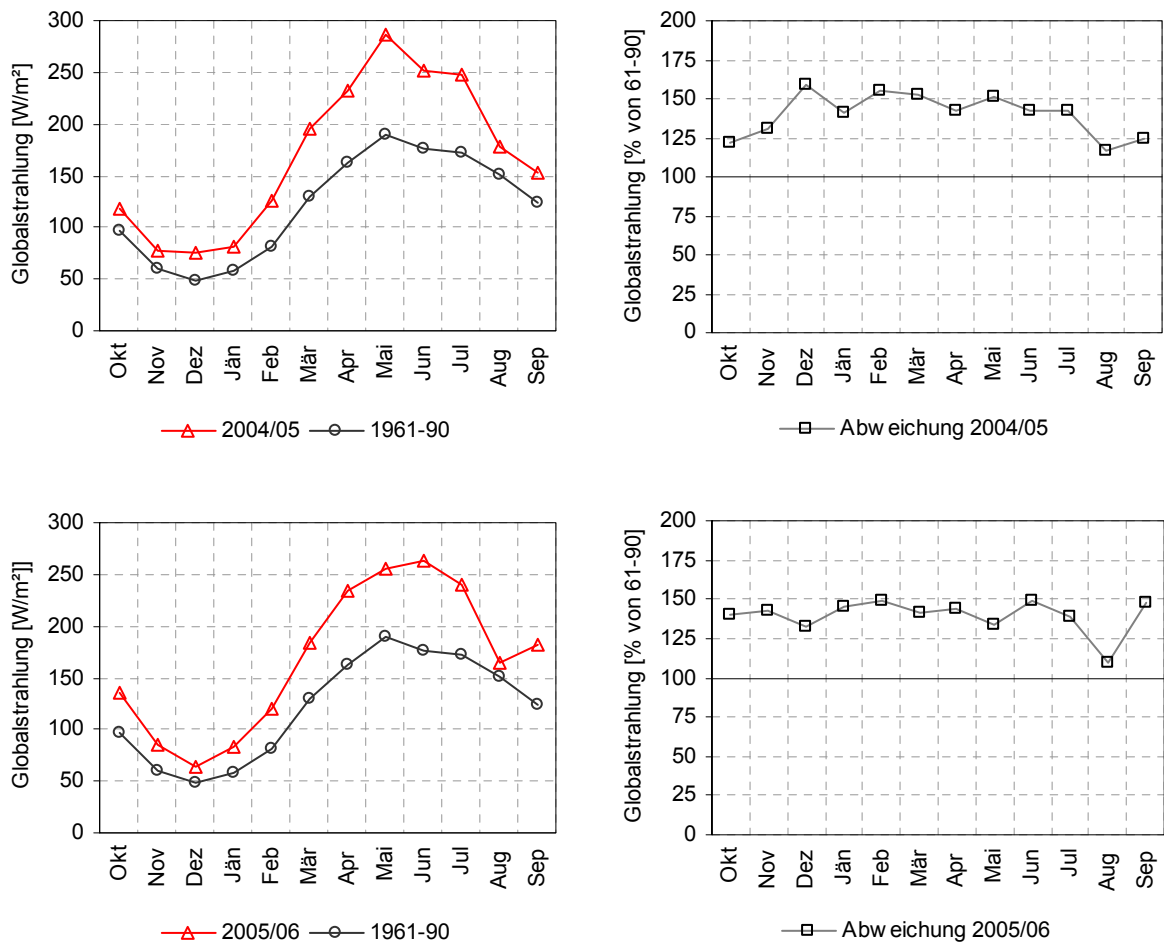 Globalstrahlung [W/m²]
300
250
200
150
100
50
0
Okt
Nov
Dez
Jän
Feb
Mär
Apr
Mai
Jun
Jul
Aug
Sep
2004/05
1961-90
Globalstrahlung [% von 61-90]
200
175
150
125
100
75
50
25
0
Okt
Nov
Dez
Jän
Feb
Mär
Apr
Mai
Jun
Jul
Aug
Sep
Abw eichung 2004/05
Globalstrahlung [W/m²]]
300
250
200
150
100
50
0
Okt
Nov
Dez
Jän
Feb
Mär
Apr
Mai
Jun
Jul
Aug
Sep
2005/06
1961-90
Globalstrahlung [% von 61-90]
200
175
150
125
100
75
50
25
0
Okt
Nov
Dez
Jän
Feb
Mär
Apr
Mai
Jun
Jul
Aug
Sep
Abw eichung 2005/06